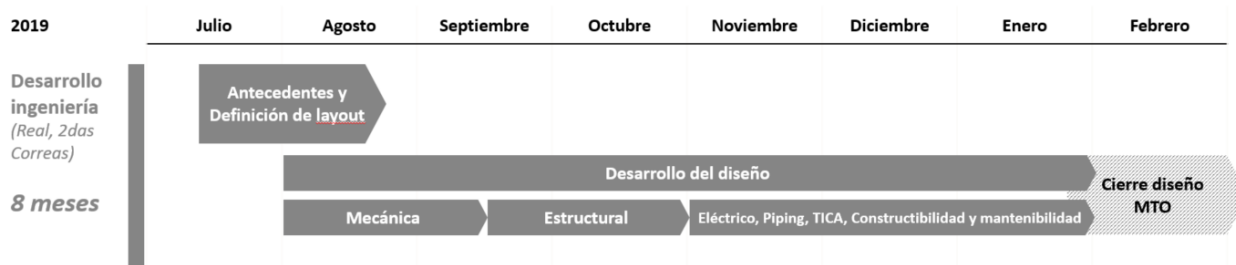 2019 Julio Agosto Septiembre Octubre Noviembre Diciembre Enero Febrero
Desarrollo
ingeniería
(Real, 2das
Correas)
8 meses
Antecedentes y
Definición de layout
Desarrollo del diseño
Mecánica
Estructural
Eléctrico, Piping, TICA, Constructibilidad y mantenibilidad
Cierre diseño
MTO